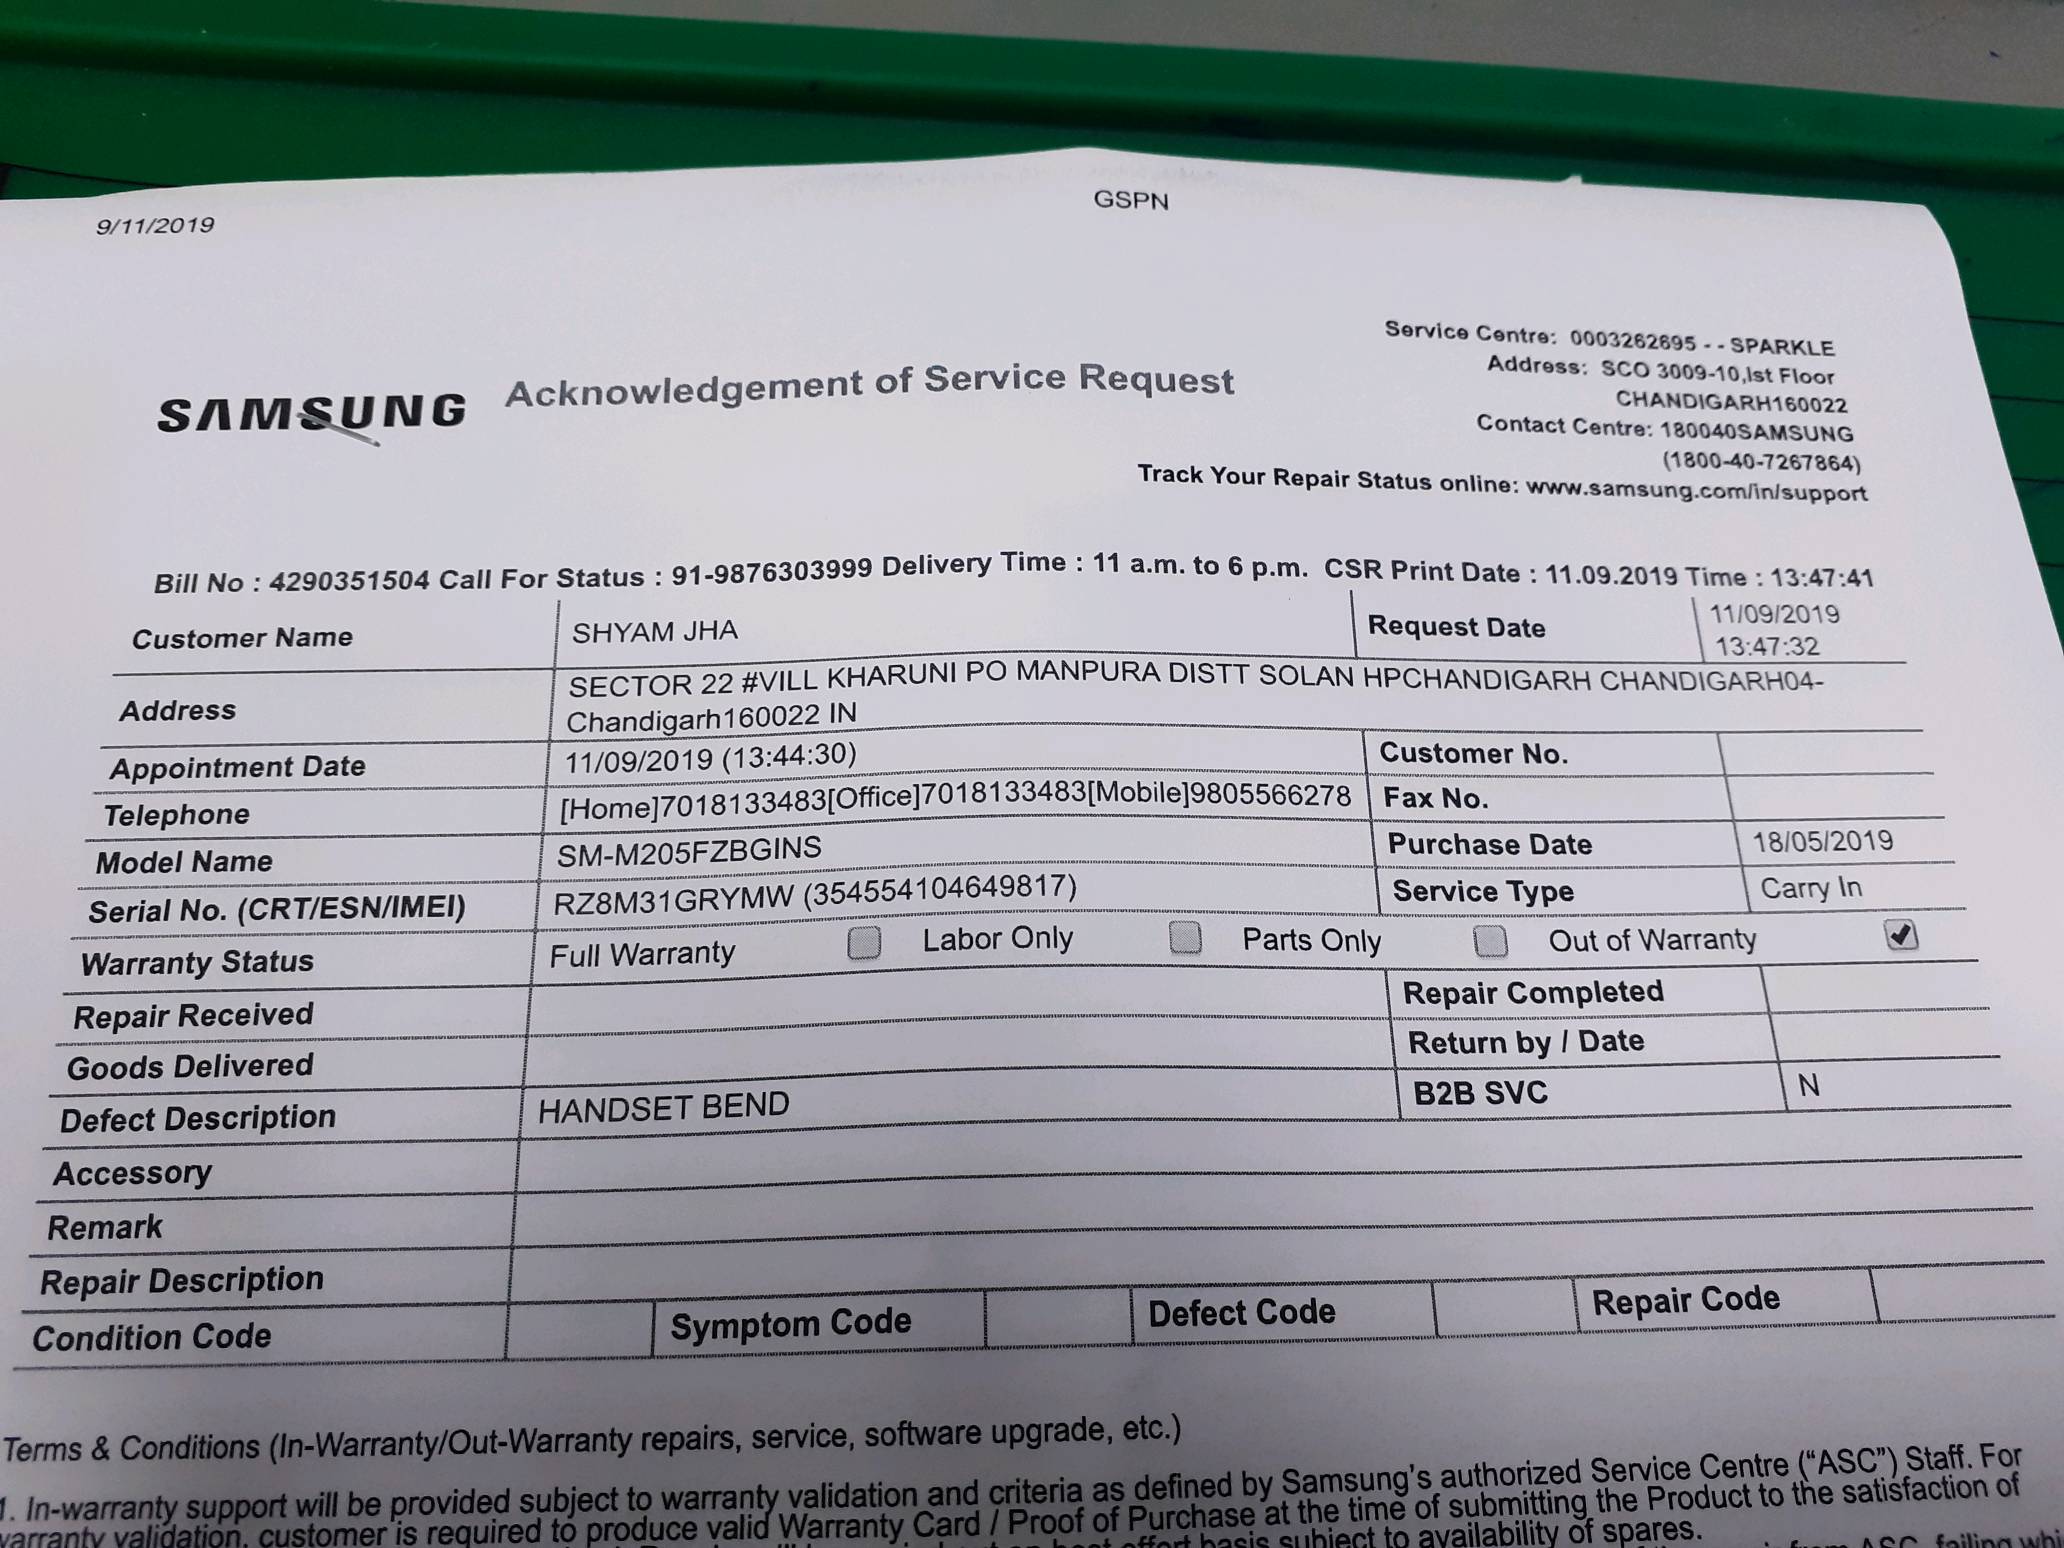 9/11/2019
GSPN
Service Centre: 0003262695 - - SPARKLE
Address: SCO 3009-10,Ist Floor
CHANDIGARH160022
Contact Centre: 180040SAMSUNG
(1800-40-7267864)
Track Your Repair Status online: www.samsung.com/in/support
SAMSUNG Acknowledgement of Service Request
Bill No : 4290351504 Call For Status : 91-9876303999 Delivery Time : 11 a.m. to 6 p.m. CSR Print Date : 11.09.2019 Time : 13:47:41
Customer Name SHYAM JHA Request Date 11/09/2019
13:47:32
Address SECTOR 22 #VILL KHARUNI PO MANPURA DISTT SOLAN HPCHANDIGARH CHANDIGARH04-
Chandigarh160022 IN
Appointment Date 11/09/2019 (13:44:30) Customer No.
Telephone [Home]7018133483[Office]7018133483[Mobile]9805566278 Fax No.
Model Name SM-M205FZBGINS Purchase Date 18/05/2019
Serial No. (CRT/ESN/IMEI) RZ8M31GRYMW (354554104649817) Service Type Carry In
Warranty Status Full Warranty Labor Only Parts Only Out of Warranty
Repair Received Repair Completed
Goods Delivered Return by / Date
Defect Description HANDSET BEND B2B SVC N
Accessory
Remark
Repair Description
Condition Code Symptom Code Defect Code Repair Code
Terms & Conditions (In-Warranty/Out-Warranty repairs, service, software upgrade, etc.)
1. In-warranty support will be provided subject to warranty validation and criteria as defined by Samsung's authorized Service Centre ("ASC") Staff. For
warranty validation, customer is required to produce valid Warranty Card / Proof of Purchase at the time of submitting the Product to the satisfaction of
effort basis subject to availability of spares.
from ASC, failing